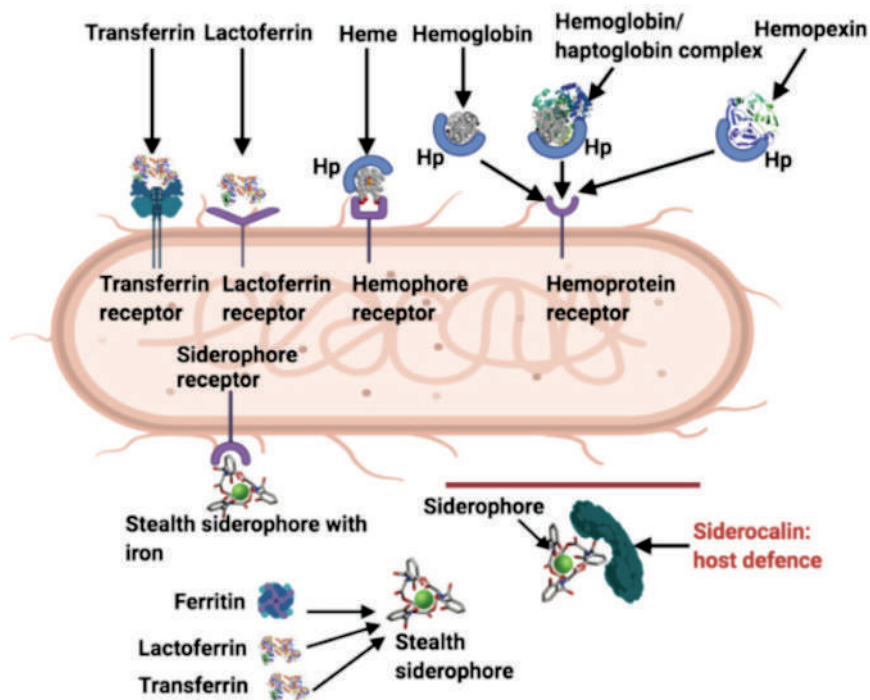 Transferrin
Lactoferrin
Heme
Hemoglobin
Hemoglobin/
haptoglobin complex
Hemopexin
Hp
Hp
Hp
Hp
Transferrin
receptor
Lactoferrin
receptor
Hemophore
receptor
Hemoprotein
receptor
Siderophore
receptor
Stealth siderophore with
iron
Siderophore
Siderocalin:
host defence
Ferritin
Lactoferrin
Transferrin
Stealth
siderophore